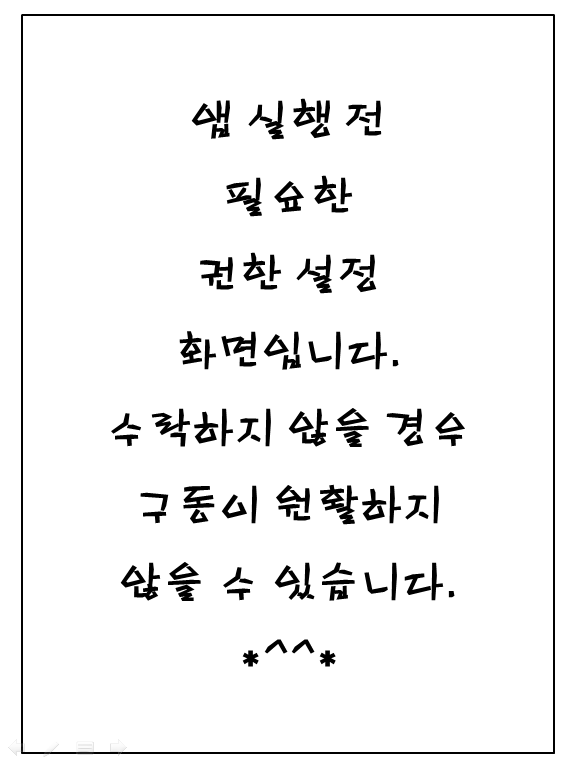 앱 실행 전
필요한
권한 설정
화면입니다.
수락하지 않을 경우
구동이 원활하지
않을 수 있습니다.
*^^*